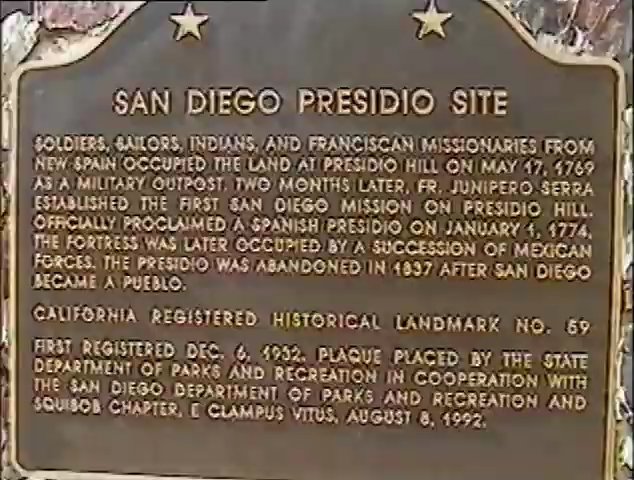 SAN DIEGO PRESIDIO SITE
SOLDIERS, SAILORS, INDIANS, AND FRANCISCAN MISSIONARIES FROM
NEW SPAIN OCCUPIED THE LAND AT PRESIDIO HILL ON MAY 17, 1769
AS A MILITARY OUTPOST. TWO MONTHS LATER, FR. JUNIPERO SERRA
ESTABLISHED THE FIRST SAN DIEGO MISSION ON PRESIDIO HILL.
OFFICIALLY PROCLAIMED A SPANISH PRESIDIO ON JANUARY 1, 1774,
THE FORTRESS WAS LATER OCCUPIED BY A SUCCESSION OF MEXICAN
FORCES. THE PRESIDIO WAS ABANDONED IN 1837 AFTER SAN DIEGO
BECAME A PUEBLO.
CALIFORNIA REGISTERED HISTORICAL LANDMARK NO. 59
FIRST REGISTERED DEC. 6, 1932. PLAQUE PLACED BY THE STATE
DEPARTMENT OF PARKS AND RECREATION IN COOPERATION WITH
THE SAN DIEGO DEPARTMENT OF PARKS AND RECREATION AND
SQUIBOB CHAPTER, E CLAMPUS VITUS, AUGUST 8, 1992.